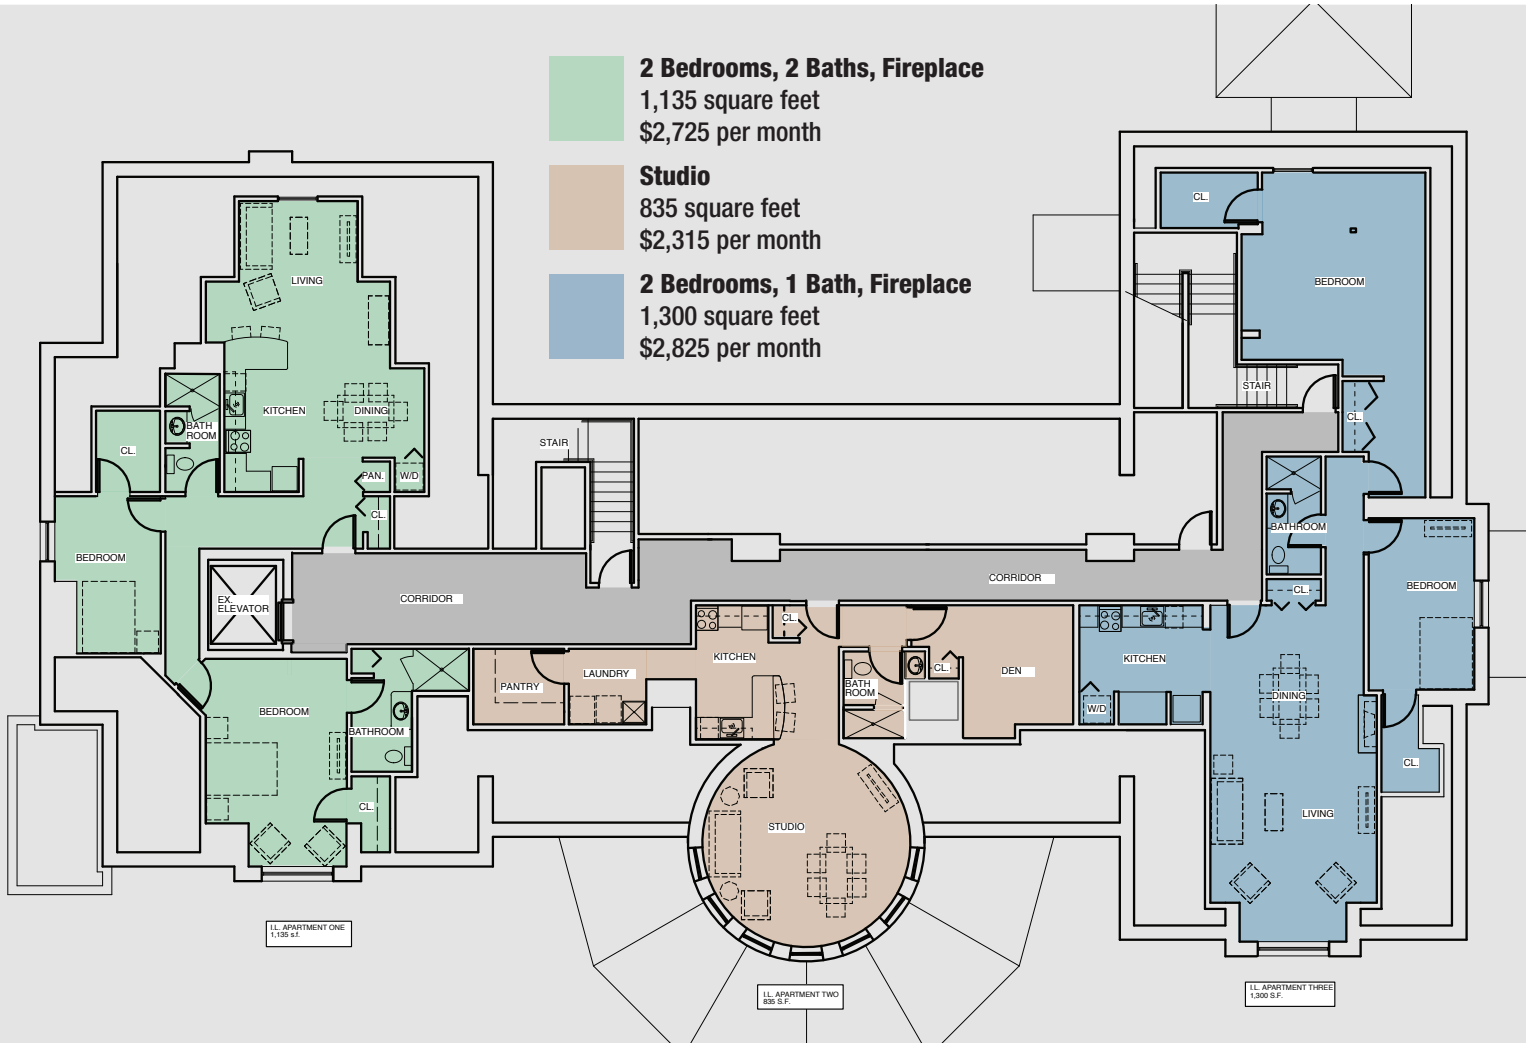 2 Bedrooms, 2 Baths, Fireplace
1,135 square feet
$2,725 per month
Studio
835 square feet
$2,315 per month
2 Bedrooms, 1 Bath, Fireplace
1,300 square feet
$2,825 per month
LIVING
KITCHEN
DINING
BATH
ROOM
CL.
PAN.
W/D
CL.
BEDROOM
EX.
ELEVATOR
CORRIDOR
STAIR
BEDROOM
BATHROOM
CL.
PANTRY
LAUNDRY
KITCHEN
CL.
BATH
ROOM
CL.
DEN
STUDIO
CORRIDOR
CL.
BEDROOM
STAIR
CL.
BATHROOM
CL.
BEDROOM
KITCHEN
W/D
DINING
CL.
LIVING
I.L. APARTMENT ONE
1,135 s.f.
I.L. APARTMENT TWO
835 S.F.
I.L. APARTMENT THREE
1,300 S.F.